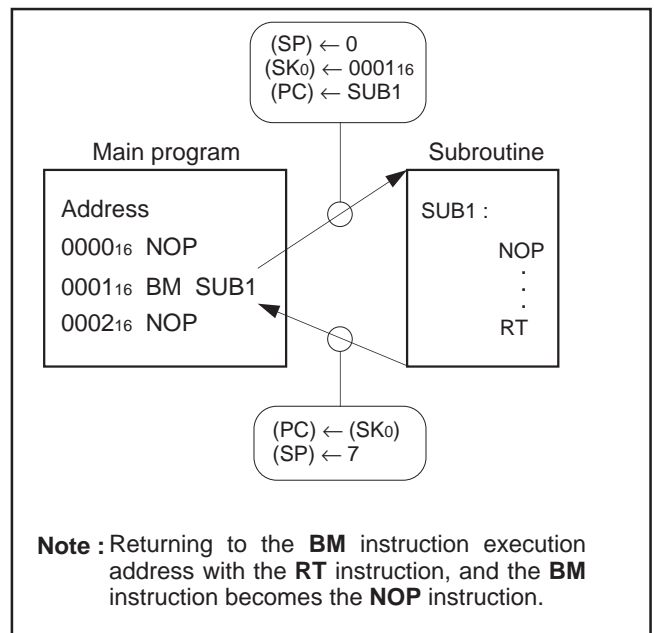 (SP) ← 0
(SK0) ← 000116
(PC) ← SUB1
Main program
Subroutine
Address
000016 NOP
000116 BM SUB1
000216 NOP
SUB1 :
NOP
.
.
.
RT
(PC) ← (SK0)
(SP) ← 7
Note : Returning to the BM instruction execution
address with the RT instruction, and the BM
instruction becomes the NOP instruction.